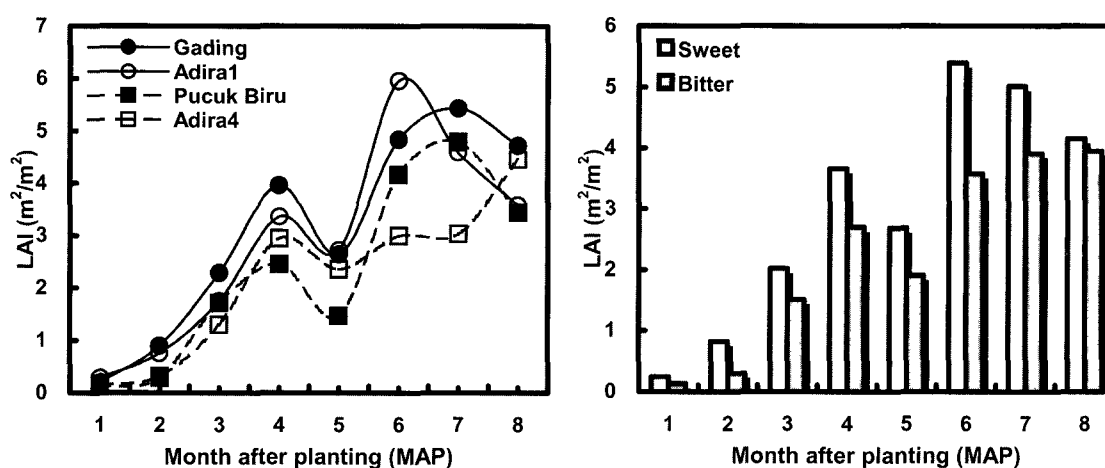 7
6
5
4
3
2
1
0
LAI (m²/m²)
Gading
Adira1
Pucuk Biru
Adira4
1 2 3 4 5 6 7 8
Month after planting (MAP)
6
5
4
3
2
1
0
LAI (m²/m²)
Sweet
Bitter
1 2 3 4 5 6 7 8
Month after planting (MAP)